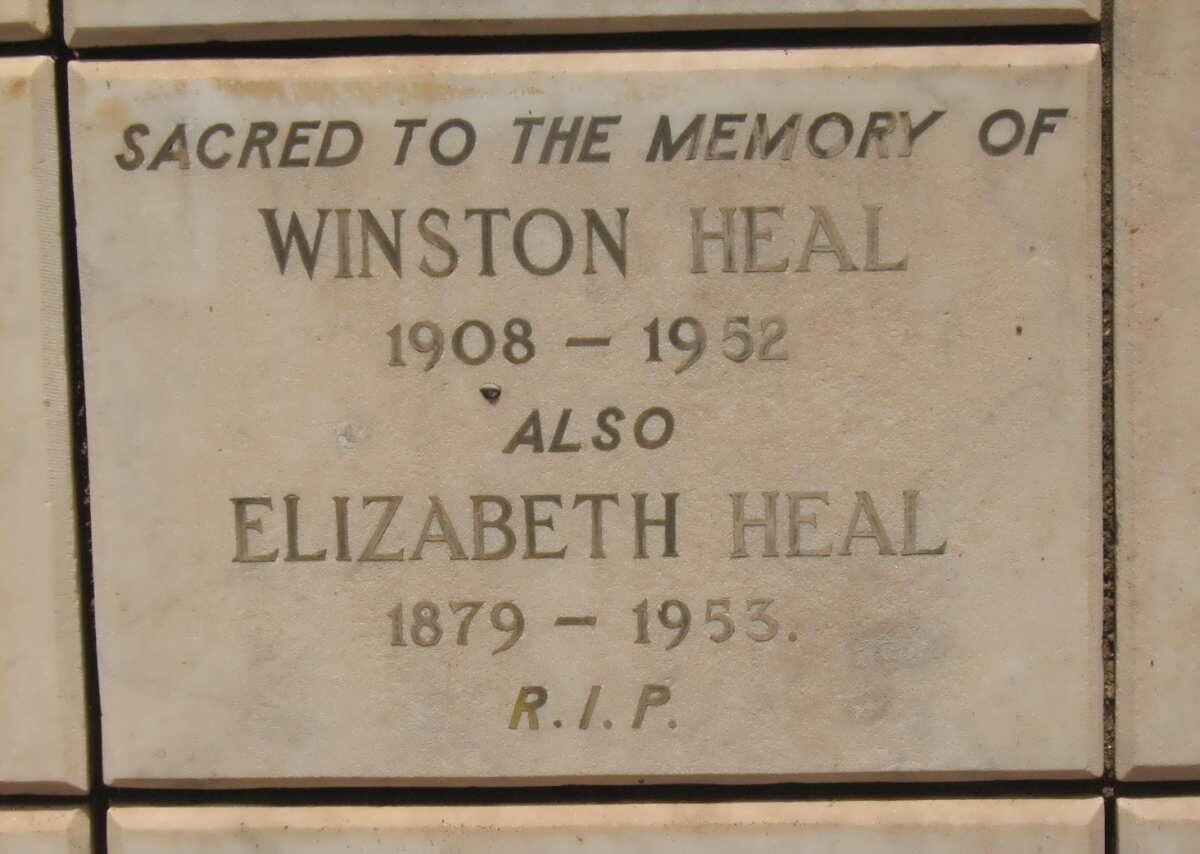 SACRED TO THE MEMORY OF
WINSTON HEAL
1908 – 1952
ALSO
ELIZABETH HEAL
1879 – 1953.
R.I.P.